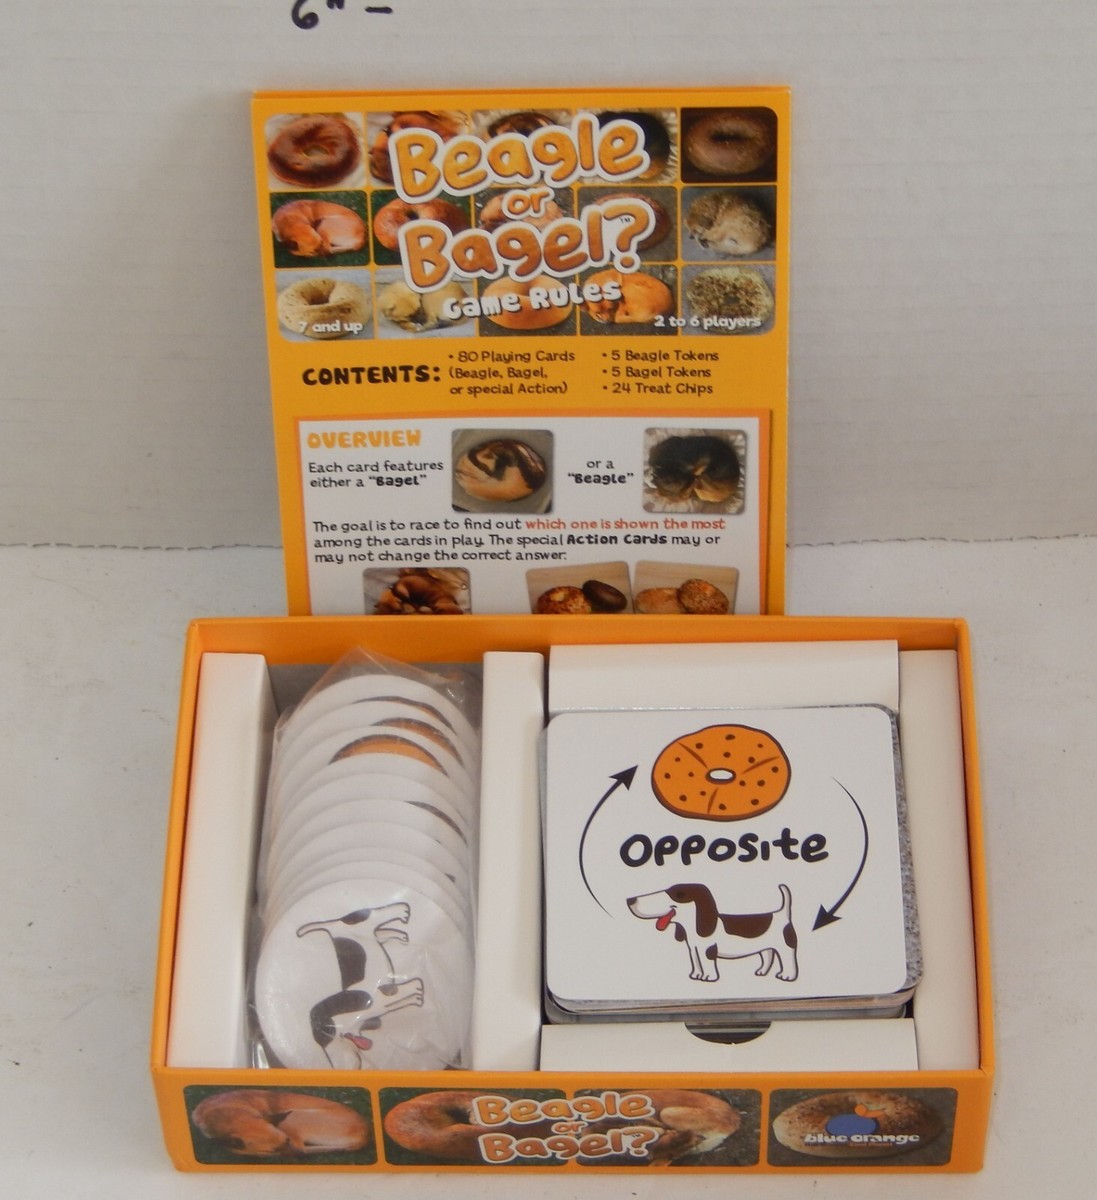 6" -
Beagle
or
Bagel?™
Game Rules
7 and up
2 to 6 players
CONTENTS:
• 80 Playing Cards
(Beagle, Bagel,
or special Action)
• 5 Beagle Tokens
• 5 Bagel Tokens
• 24 Treat Chips
OVERVIEW
Each card features
either a "Bagel"
or a
"Beagle"
The goal is to race to find out which one is shown the most
among the cards in play. The special Action Cards may or
may not change the correct answer:
OPPOSITE
Beagle
or
Bagel?
blue orange